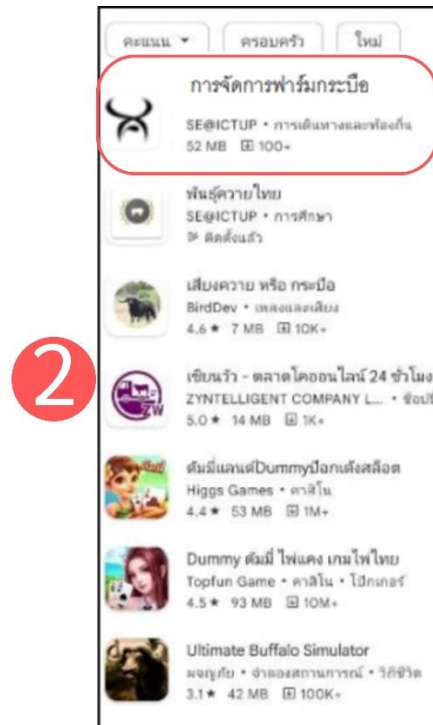 คะแนน ครอบครัว ใหม่
การจัดการฟาร์มกระบือ
SE@ICTUP • การเดินทางและท้องถิ่น
52 MB 100+
พันธุ์ควายไทย
SE@ICTUP • การศึกษา
ติดตั้งแล้ว
เสียงควาย หรือ กระบือ
BirdDev • เพลงและเสียง
4.6 ★ 7 MB 10K+
2
เซียนวัว - ตลาดโคออนไลน์ 24 ชั่วโมง
ZW
ZYNTELLIGENT COMPANY L... • ช้อปปิ
5.0 ★ 14 MB 1K+
ดัมมี่แลนด์Dummyป๊อกเด้งสล็อต
Higgs Games • คาสิโน
4.4 ★ 53 MB 1M+
Dummy ดัมมี่ ไพ่แคง เกมไพ่ไทย
Topfun Game • คาสิโน • โป๊กเกอร์
4.5 ★ 93 MB 10M+
Ultimate Buffalo Simulator
ผจญภัย • จำลองสถานการณ์ • วิถีชีวิต
3.1 ★ 42 MB 100K+